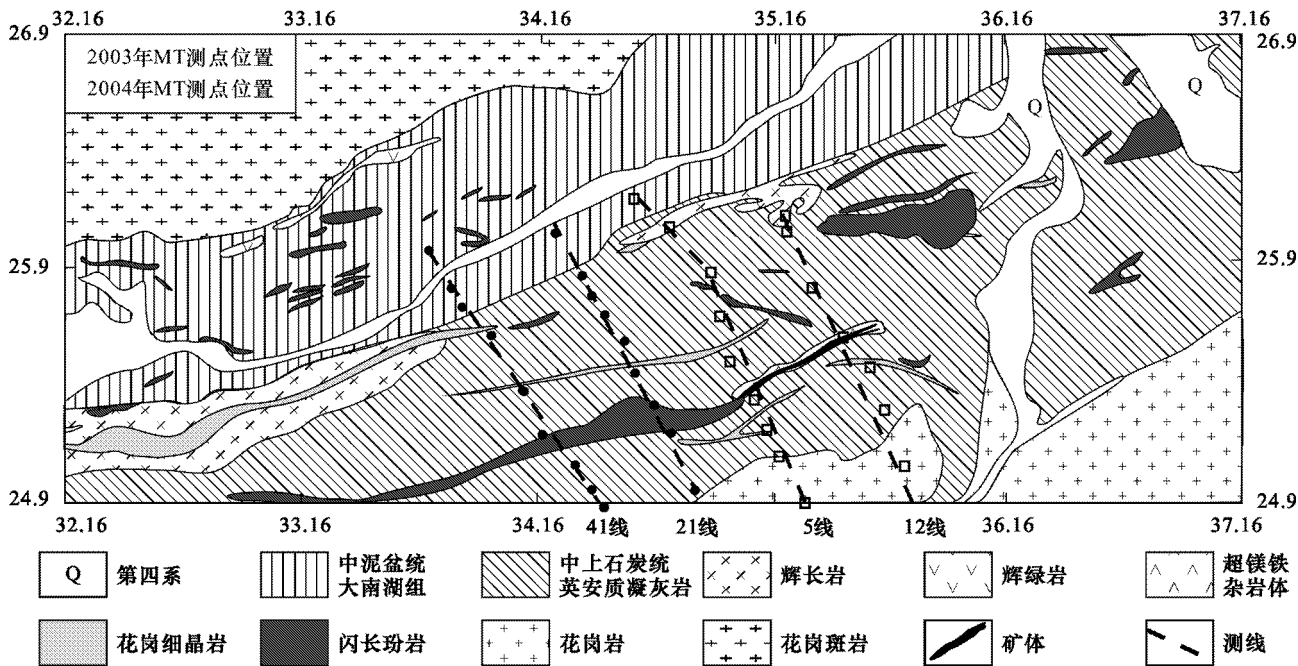 32.16 33.16 34.16 35.16 36.16 37.16
26.9 26.9
2003年MT测点位置
2004年MT测点位置
Q
Q
25.9 25.9
24.9 24.9
32.16 33.16 34.16 41线 21线 5线 12线 36.16 37.16
Q 第四系
中泥盆统
大南湖组
中上石炭统
英安质凝灰岩
辉长岩
辉绿岩
超镁铁
杂岩体
花岗细晶岩
闪长玢岩
花岗岩
花岗斑岩
矿体
测线